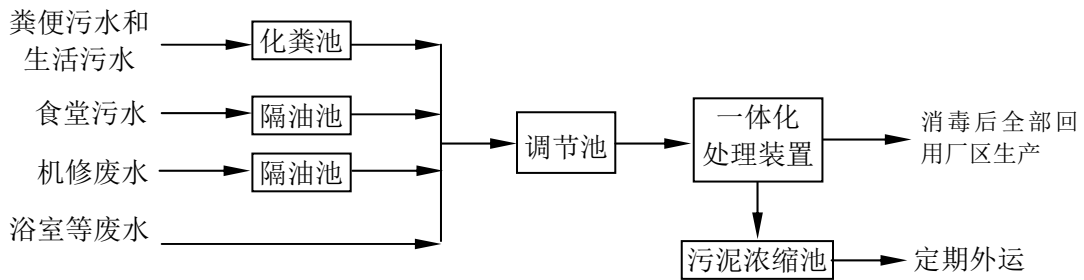 粪便污水和
生活污水
化粪池
食堂污水
隔油池
机修废水
隔油池
浴室等废水
调节池
一体化
处理装置
消毒后全部回
用厂区生产
污泥浓缩池
定期外运